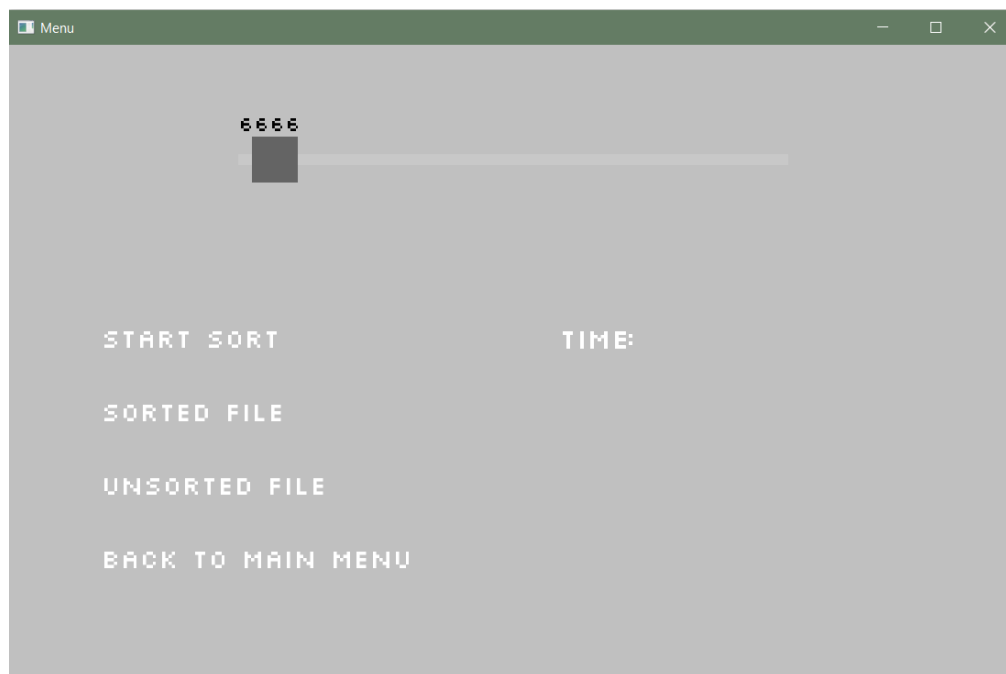 Menu
6666
START SORT
TIME:
SORTED FILE
UNSORTED FILE
BACK TO MAIN MENU